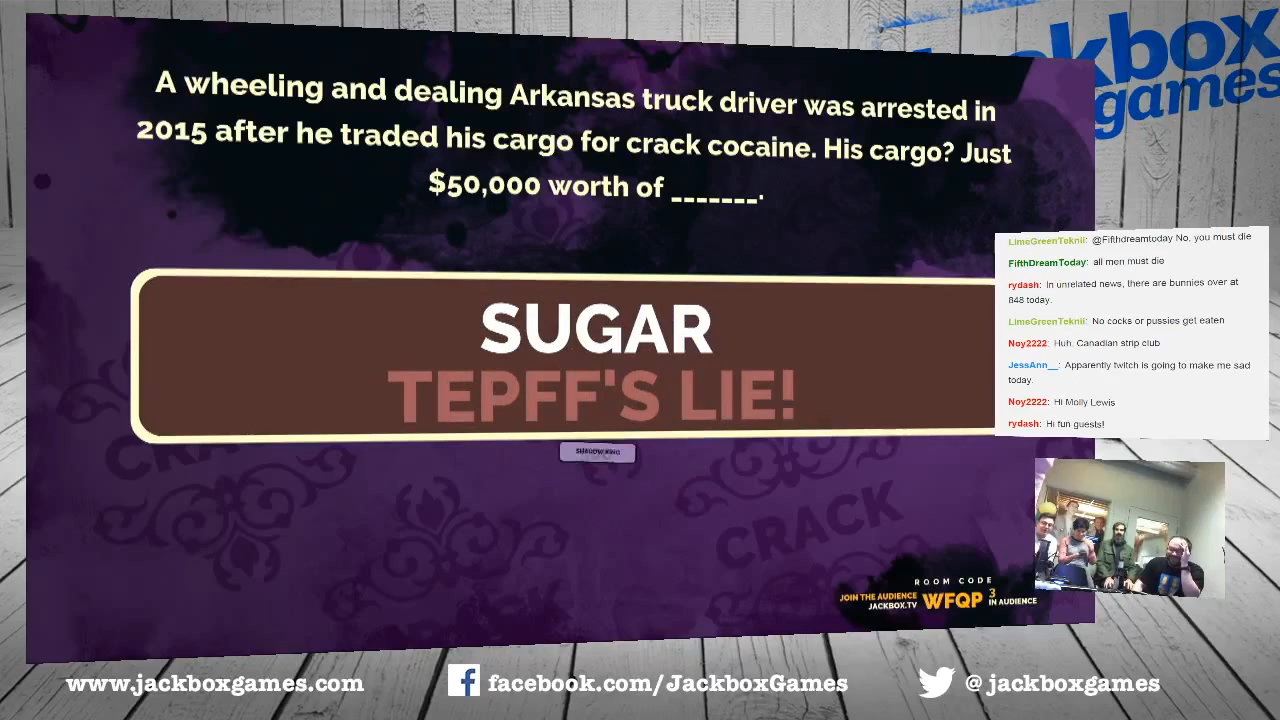 Jackbox
games
A wheeling and dealing Arkansas truck driver was arrested in
2015 after he traded his cargo for crack cocaine. His cargo? Just
$50,000 worth of _______.
SUGAR
TEPFF'S LIE!
SHADOW KING
CRACK
CRACK
LimeGreenTeknii: @Fifthdreamtoday No, you must die
FifthDreamToday: all men must die
rydash: In unrelated news, there are bunnies over at
848 today.
LimeGreenTeknii: No cocks or pussies get eaten
Noy2222: Huh. Canadian strip club
JessAnn__: Apparently twitch is going to make me sad
today.
Noy2222: Hi Molly Lewis
rydash: Hi fun guests!
ROOM CODE
JOIN THE AUDIENCE
JACKBOX.TV
WFQP
3
IN AUDIENCE
www.jackboxgames.com
facebook.com/JackboxGames
@jackboxgames